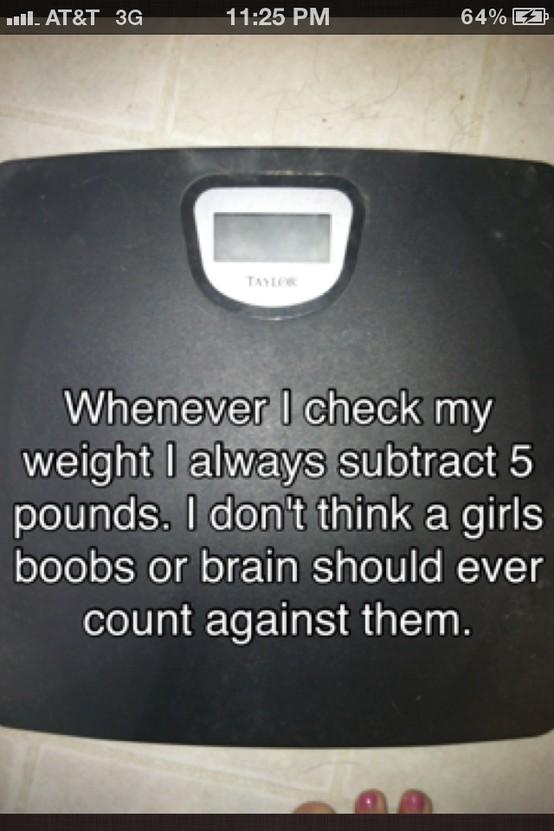 AT&T 3G 11:25 PM 64%
TAYLOR
Whenever I check my
weight I always subtract 5
pounds. I don't think a girls
boobs or brain should ever
count against them.